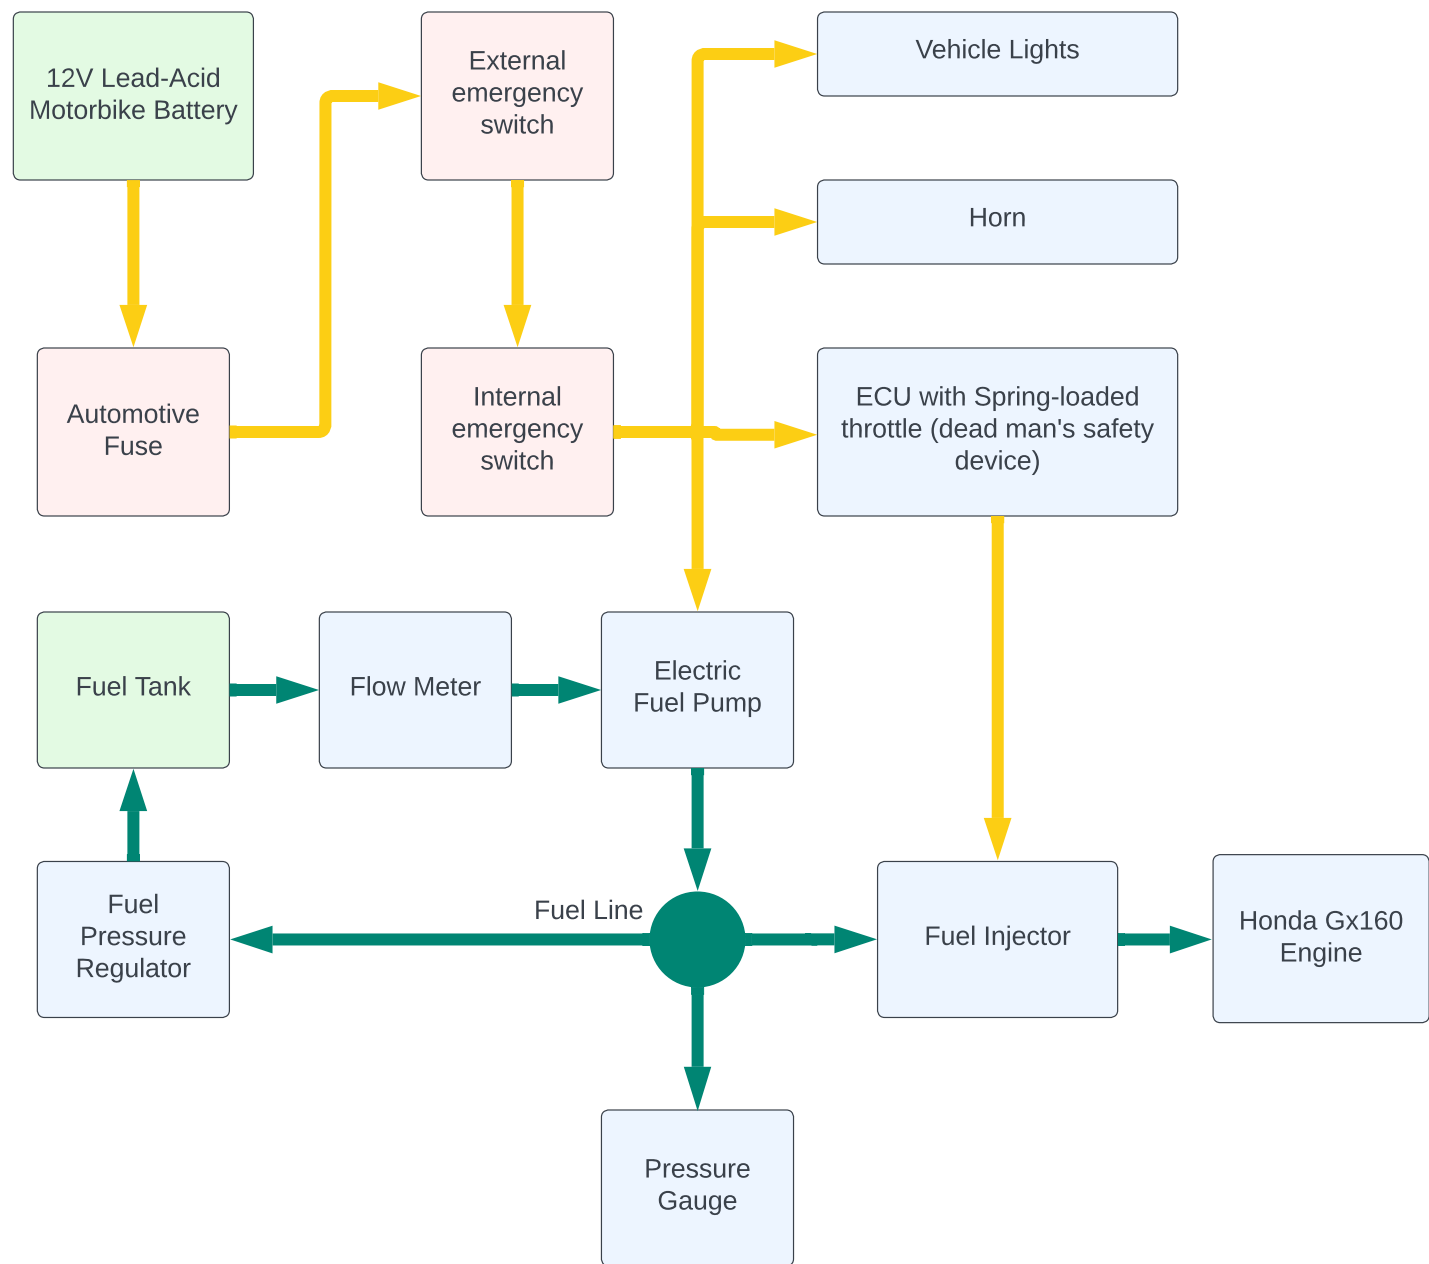 12V Lead-Acid
Motorbike Battery
External
emergency
switch
Vehicle Lights
Horn
Automotive
Fuse
Internal
emergency
switch
ECU with Spring-loaded
throttle (dead man's safety
device)
Fuel Tank
Flow Meter
Electric
Fuel Pump
Fuel
Pressure
Regulator
Fuel Line
Fuel Injector
Honda Gx160
Engine
Pressure
Gauge